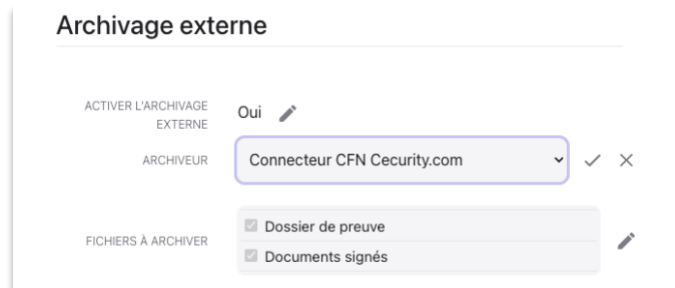 Archivage externe
ACTIVER L'ARCHIVAGE
EXTERNE
Oui
ARCHIVEUR
Connecteur CFN Cecurity.com
FICHIERS À ARCHIVER
Dossier de preuve
Documents signés